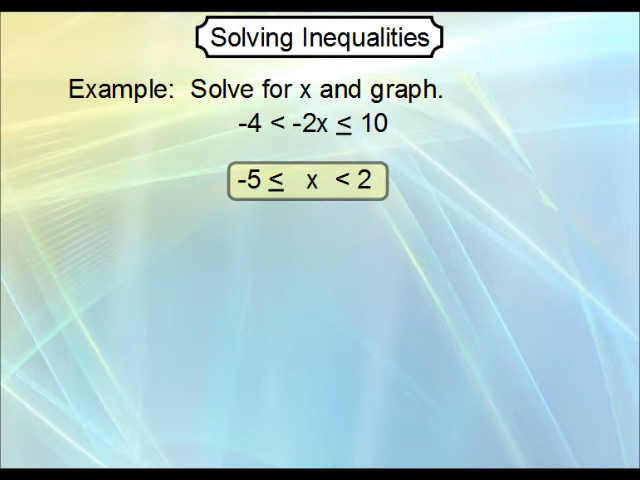 Solving Inequalities
Example: Solve for x and graph.
-4 < -2x ≤ 10
-5 ≤ x < 2